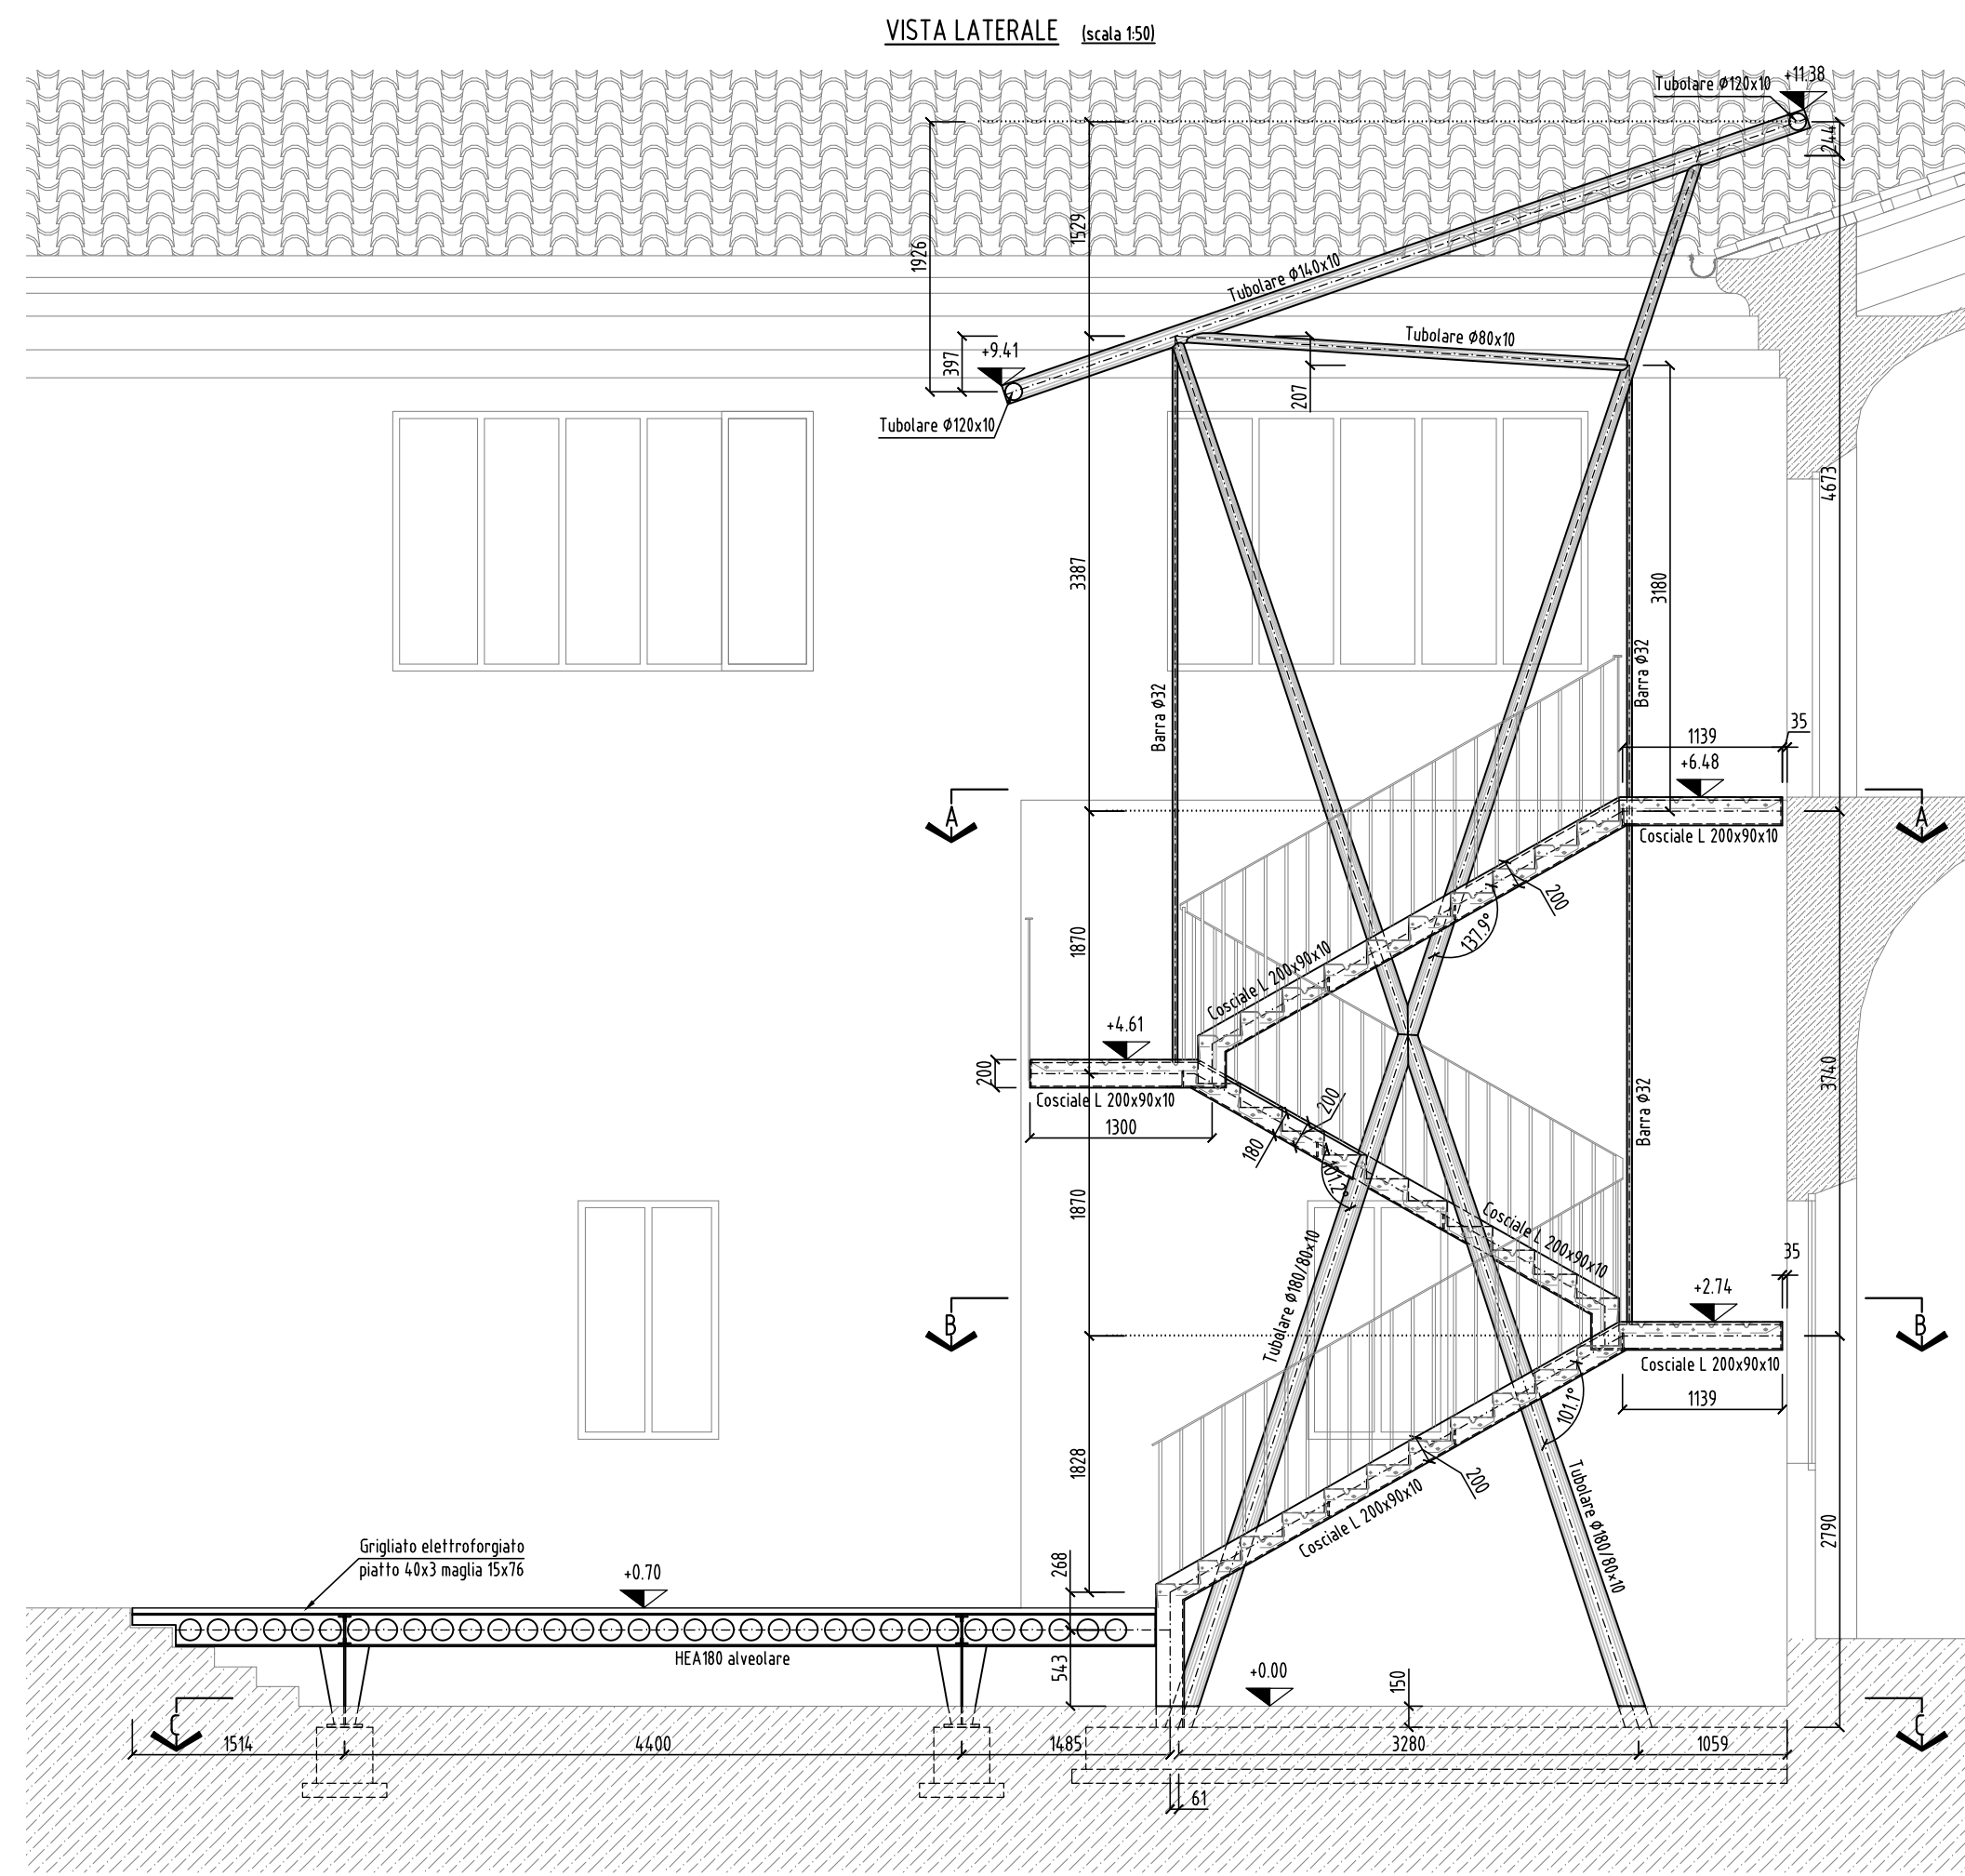 VISTA LATERALE (scala 1:50)
Tubolare Ø120x10
+11.38
244
1529
1926
Tubolare Ø140x10
Tubolare Ø80x10
+9.41
397
207
Tubolare Ø120x10
4673
3387
3180
Barra Ø32
Barra Ø32
35
1139
+6.48
A
A
Cosciale L 200x90x10
200
137.9°
1870
Cosciale L 200x90x10
+4.61
200
3740
Cosciale L 200x90x10
200
Barra Ø32
1300
180
101.2°
1870
Cosciale L 200x90x10
35
Tubolare Ø180/80x10
+2.74
B
B
Cosciale L 200x90x10
1139
101.1°
1828
200
Tubolare Ø180/80x10
Cosciale L 200x90x10
2790
Grigliato elettroforgiato
piatto 40x3 maglia 15x76
+0.70
268
HEA180 alveolare
543
+0.00
150
C
C
1514
4400
1485
3280
1059
61